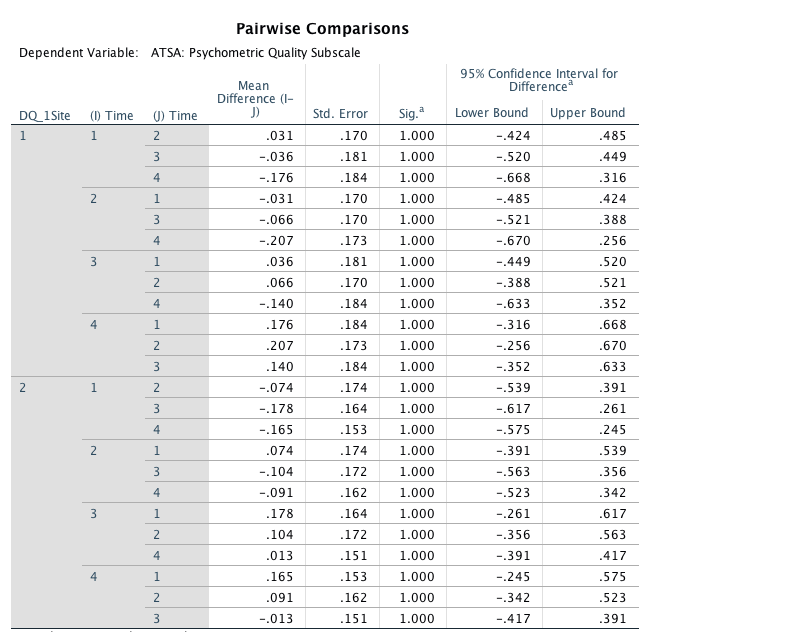 Pairwise Comparisons
Dependent Variable: ATSA: Psychometric Quality Subscale
DQ_1Site (I) Time (J) Time Mean Difference (I-J) Std. Error Sig.a 95% Confidence Interval for Differencea Lower Bound Upper Bound
1 1 2 .031 .170 1.000 -.424 .485
3 -.036 .181 1.000 -.520 .449
4 -.176 .184 1.000 -.668 .316
2 1 -.031 .170 1.000 -.485 .424
3 -.066 .170 1.000 -.521 .388
4 -.207 .173 1.000 -.670 .256
3 1 .036 .181 1.000 -.449 .520
2 .066 .170 1.000 -.388 .521
4 -.140 .184 1.000 -.633 .352
4 1 .176 .184 1.000 -.316 .668
2 .207 .173 1.000 -.256 .670
3 .140 .184 1.000 -.352 .633
2 1 2 -.074 .174 1.000 -.539 .391
3 -.178 .164 1.000 -.617 .261
4 -.165 .153 1.000 -.575 .245
2 1 .074 .174 1.000 -.391 .539
3 -.104 .172 1.000 -.563 .356
4 -.091 .162 1.000 -.523 .342
3 1 .178 .164 1.000 -.261 .617
2 .104 .172 1.000 -.356 .563
4 .013 .151 1.000 -.391 .417
4 1 .165 .153 1.000 -.245 .575
2 .091 .162 1.000 -.342 .523
3 -.013 .151 1.000 -.417 .391